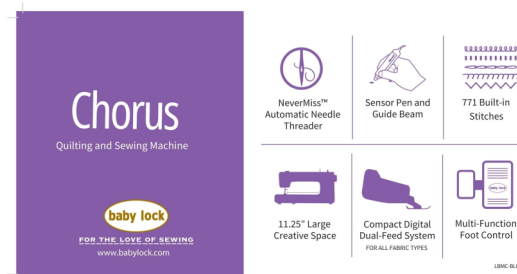 Chorus
Quilting and Sewing Machine
baby lock
FOR THE LOVE OF SEWING
www.babylock.com
NeverMiss™
Automatic Needle
Threader
Sensor Pen and
Guide Beam
771 Built-in
Stitches
11.25" Large
Creative Space
Compact Digital
Dual-Feed System
FOR ALL FABRIC TYPES
baby lock
Multi-Function
Foot Control